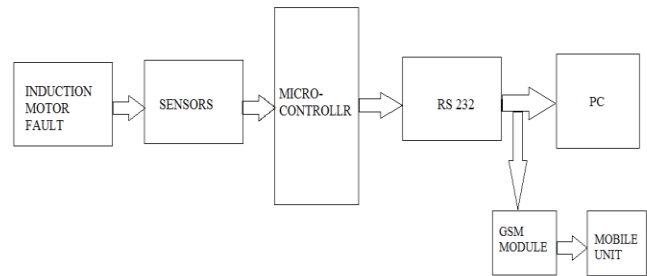 INDUCTION
MOTOR
FAULT
SENSORS
MICRO-
CONTROLLR
RS 232
PC
GSM
MODULE
MOBILE
UNIT